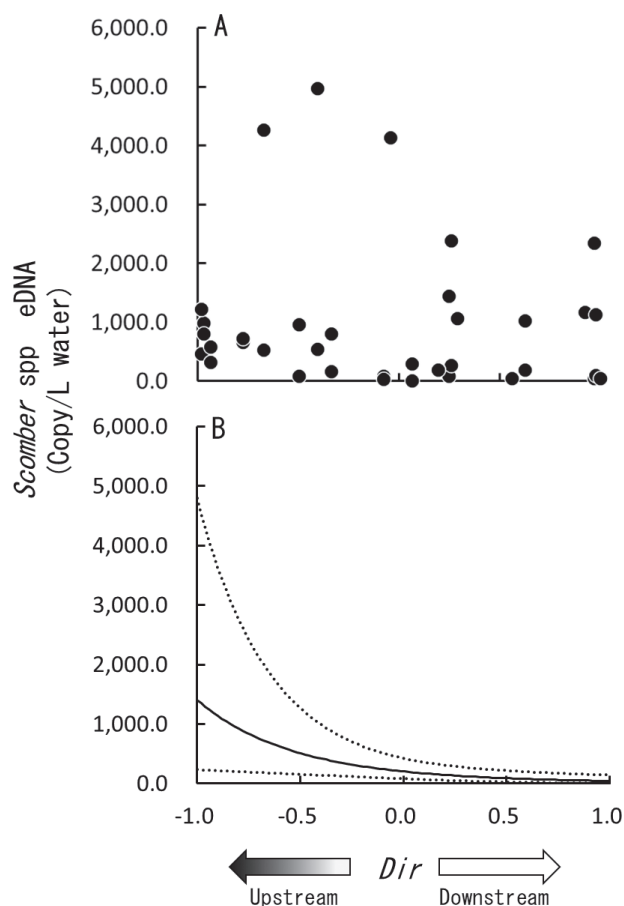 A
6,000.0
5,000.0
4,000.0
3,000.0
2,000.0
1,000.0
0.0
Scomber spp eDNA
(Copy/L water)
B
6,000.0
5,000.0
4,000.0
3,000.0
2,000.0
1,000.0
0.0
-1.0 -0.5 0.0 0.5 1.0
Dir
Upstream Downstream